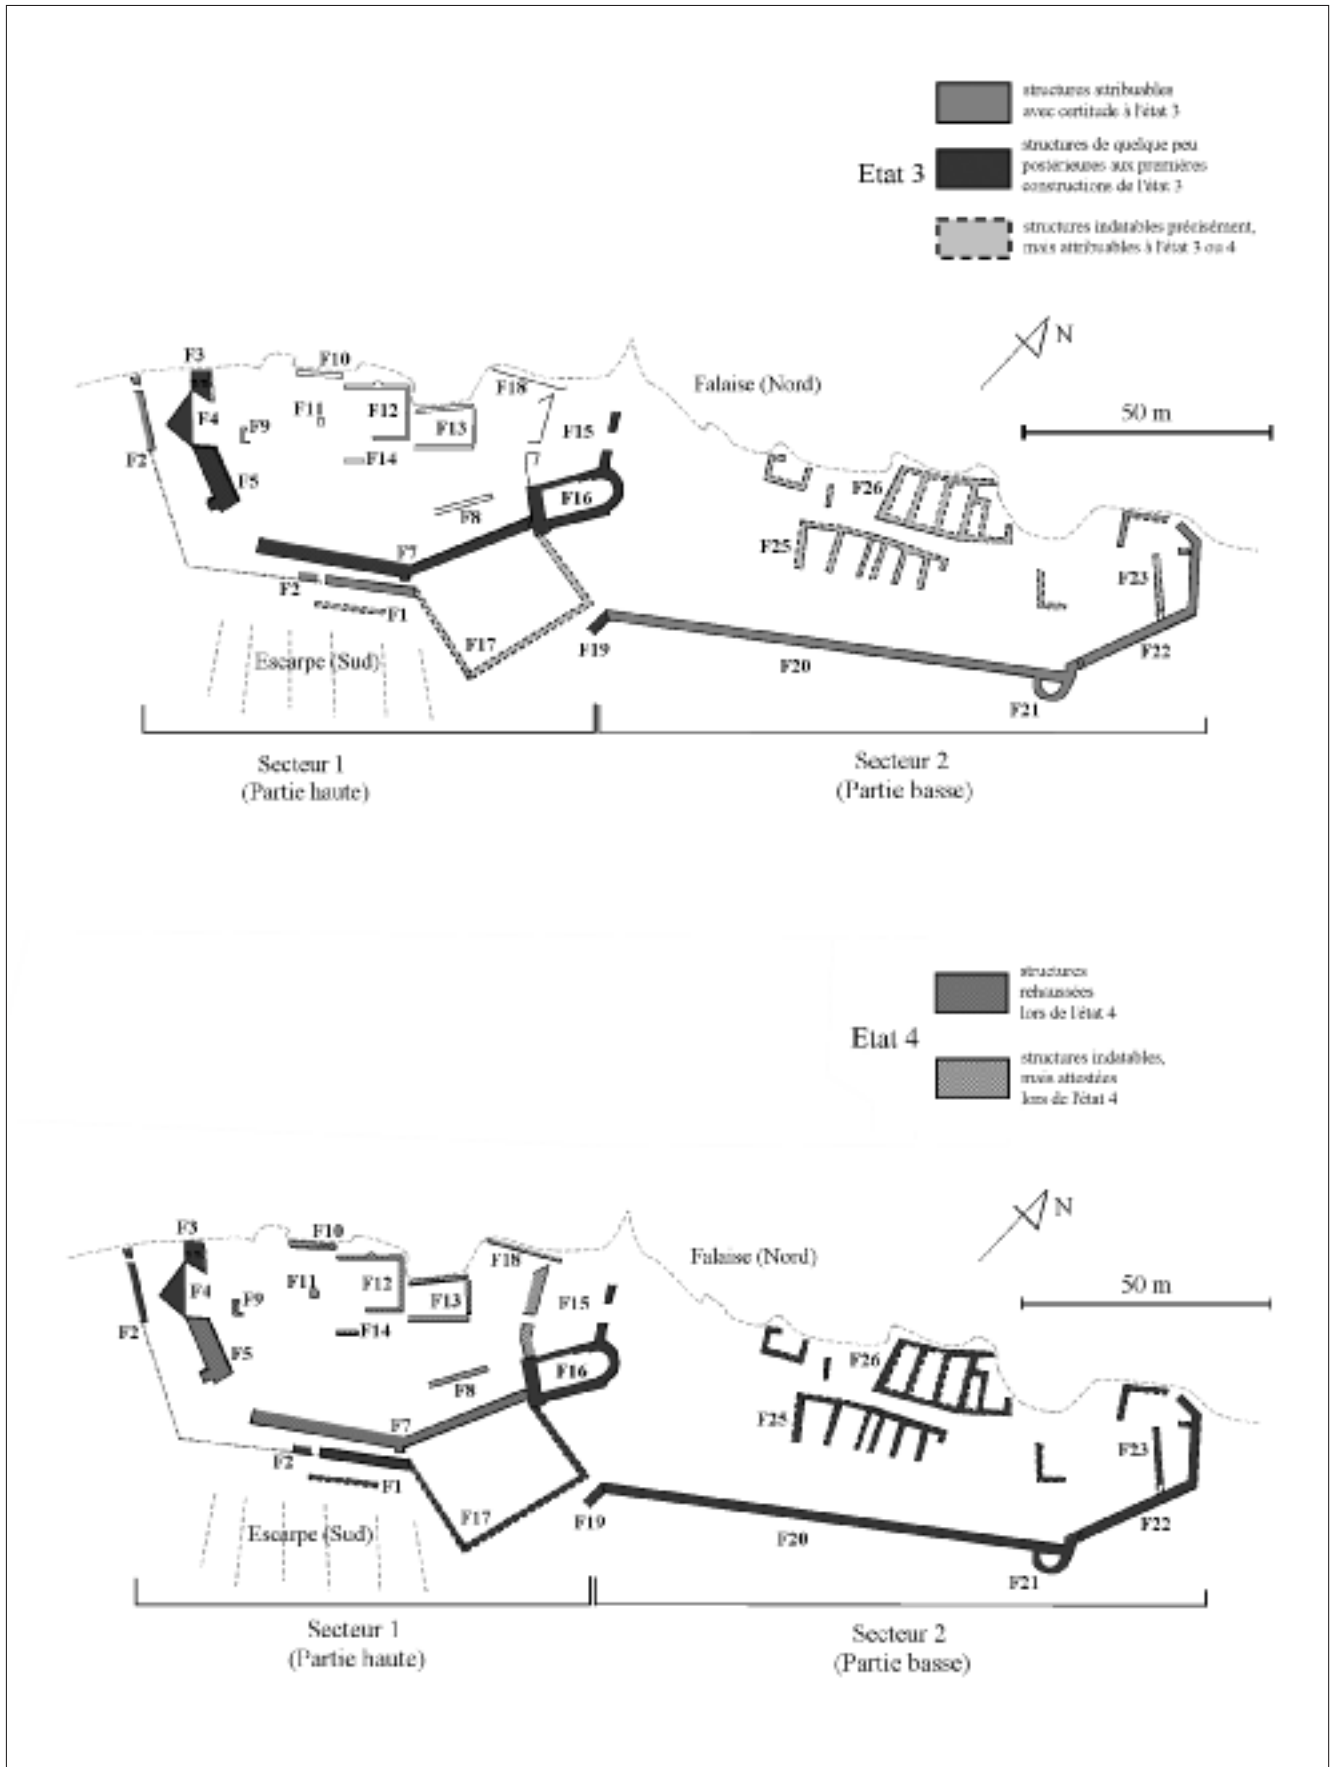 structures attribuables
avec certitude à l'état 3
Etat 3
structures de quelque peu
postérieures aux premières
constructions de l'état 3
structures indatables précisément,
mais attribuables à l'état 3 ou 4
N
50 m
Falaise (Nord)
F3
F10
F18
F4
F9
F11
F12
F13
F15
F2
F5
F14
F16
F26
F8
F7
F25
F2
F1
F23
F17
F19
Escarpe (Sud)
F20
F22
F21
Secteur 1
(Partie haute)
Secteur 2
(Partie basse)
structures
rehaussées
lors de l'état 4
Etat 4
structures indatables,
mais attestées
lors de l'état 4
N
50 m
Falaise (Nord)
F3
F10
F18
F4
F9
F11
F12
F13
F15
F2
F5
F14
F16
F26
F8
F7
F25
F2
F1
F23
F17
F19
Escarpe (Sud)
F20
F22
F21
Secteur 1
(Partie haute)
Secteur 2
(Partie basse)